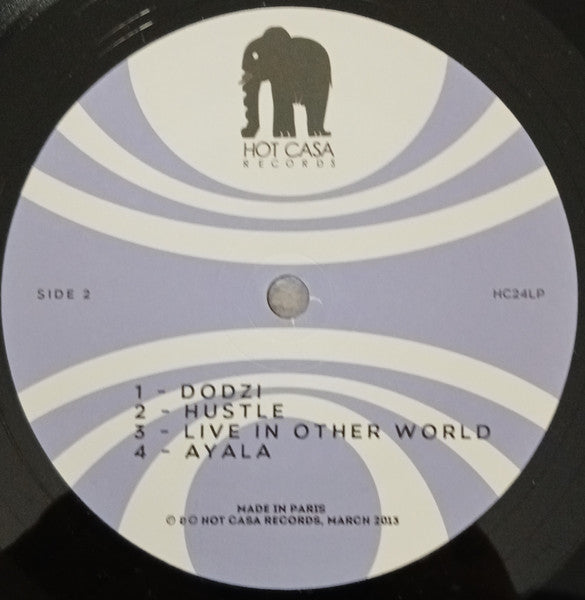 HOT CASA
RECORDS
SIDE 2
HC24LP
1 - DODZI
2 - HUSTLE
3 - LIVE IN OTHER WORLD
4 - AYALA
MADE IN PARIS
HOT CASA RECORDS, MARCH 2013